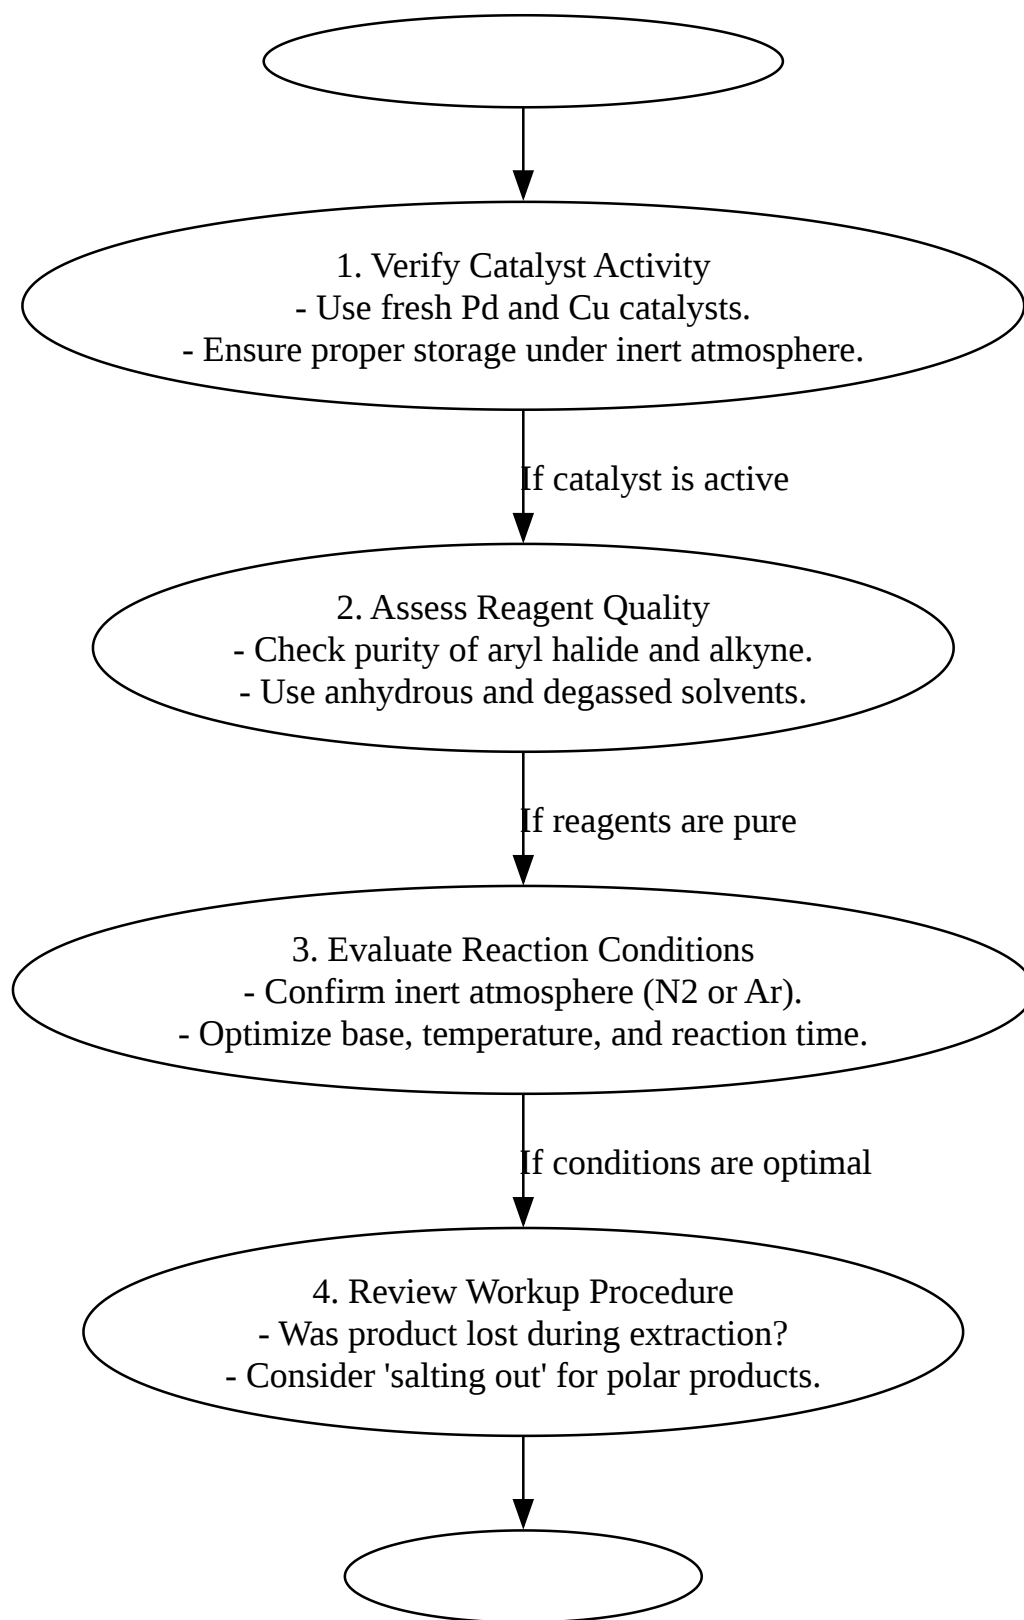 1. Verify Catalyst Activity
- Use fresh Pd and Cu catalysts.
- Ensure proper storage under inert atmosphere.
If catalyst is active
2. Assess Reagent Quality
- Check purity of aryl halide and alkyne.
- Use anhydrous and degassed solvents.
If reagents are pure
3. Evaluate Reaction Conditions
- Confirm inert atmosphere (N2 or Ar).
- Optimize base, temperature, and reaction time.
If conditions are optimal
4. Review Workup Procedure
- Was product lost during extraction?
- Consider 'salting out' for polar products.